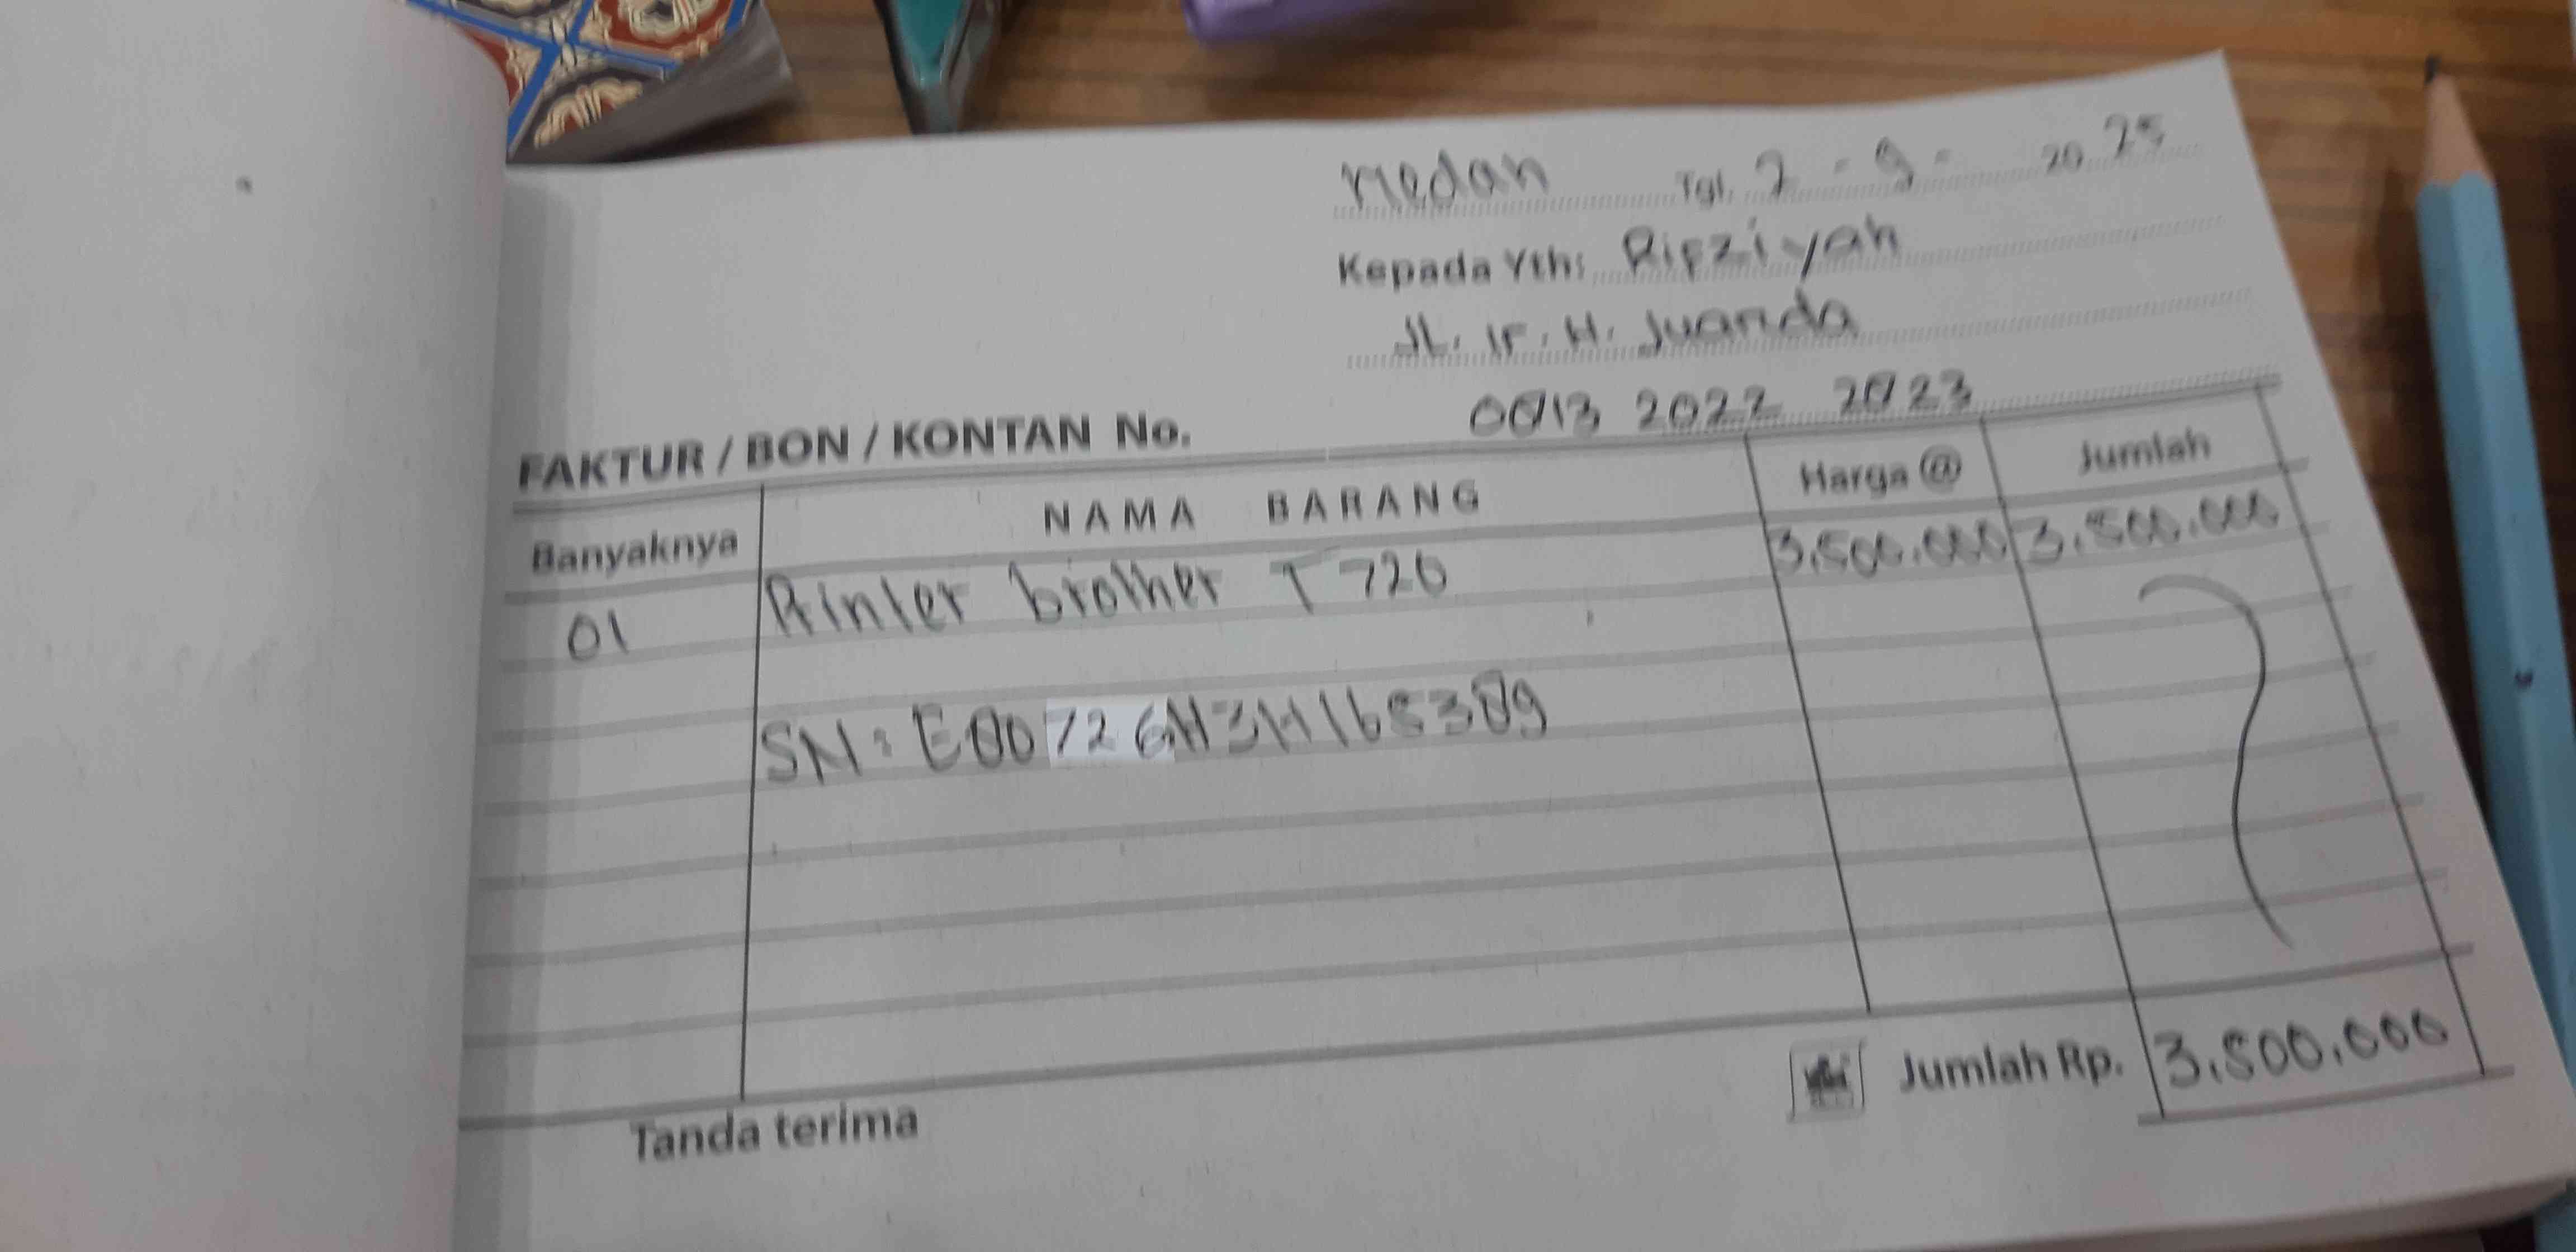 Medan Tgl. 2 - 9 - 20 25
Kepada Yth: Rifziyah
JL. Ir. H. Juanda
0013 2022 2023
FAKTUR / BON / KONTAN No.
Banyaknya NAMA BARANG Harga @ Jumlah
01 Printer brother T 720 3.500.000 3.500.000
SN: E00726H3H165309
Jumlah Rp. 3.500.000
Tanda terima